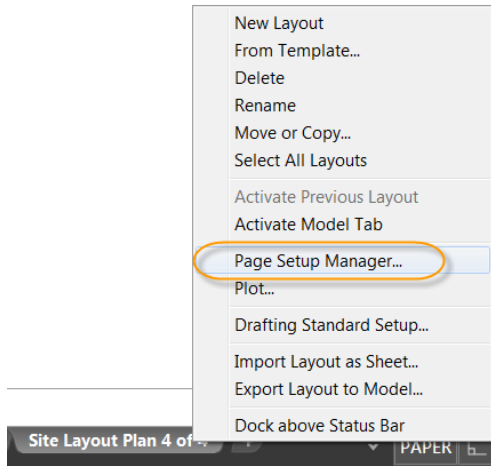 New Layout
From Template...
Delete
Rename
Move or Copy...
Select All Layouts
Activate Previous Layout
Activate Model Tab
Page Setup Manager...
Plot...
Drafting Standard Setup...
Import Layout as Sheet...
Export Layout to Model...
Dock above Status Bar
Site Layout Plan 4 of 4
PAPER